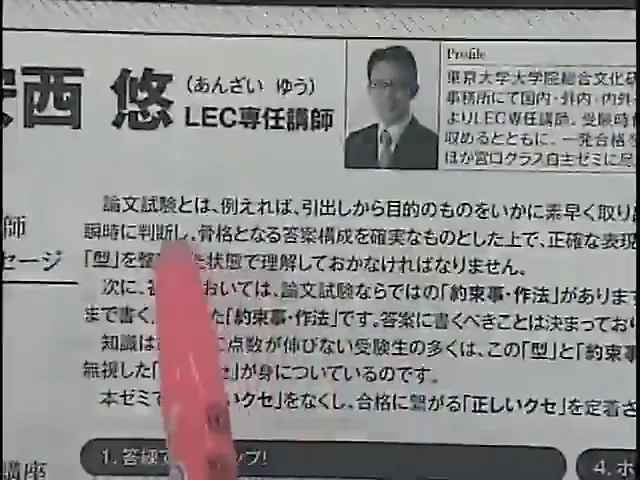 西 悠 (あんざい ゆう)
LEC専任講師
Profile
東京大学大学院総合文化
事務所にて国内・外内・内外
よりLEC専任講師。受験時
収めるとともに、一発合格
ほか宮口クラス自主ゼミに
師
セージ
論文試験とは、例えれば、引出しから目的のものをいかに素早く取り
瞬時に判断し、骨格となる答案構成を確実なものとした上で、正確な表現
「型」を た状態で理解しておかなければなりません。
次に、 おいては、論文試験ならではの「約束事・作法」がありま
まで書く た「約束事・作法」です。答案に書くべきことは決まってお
知識は に点数が伸びない受験生の多くは、この「型」と「約束事
無視した「 セ」が身についているのです。
本ゼミで いクセ」をなくし、合格に繋がる「正しいクセ」を定着さ
1. 答 ップ!
4. ホ
講座